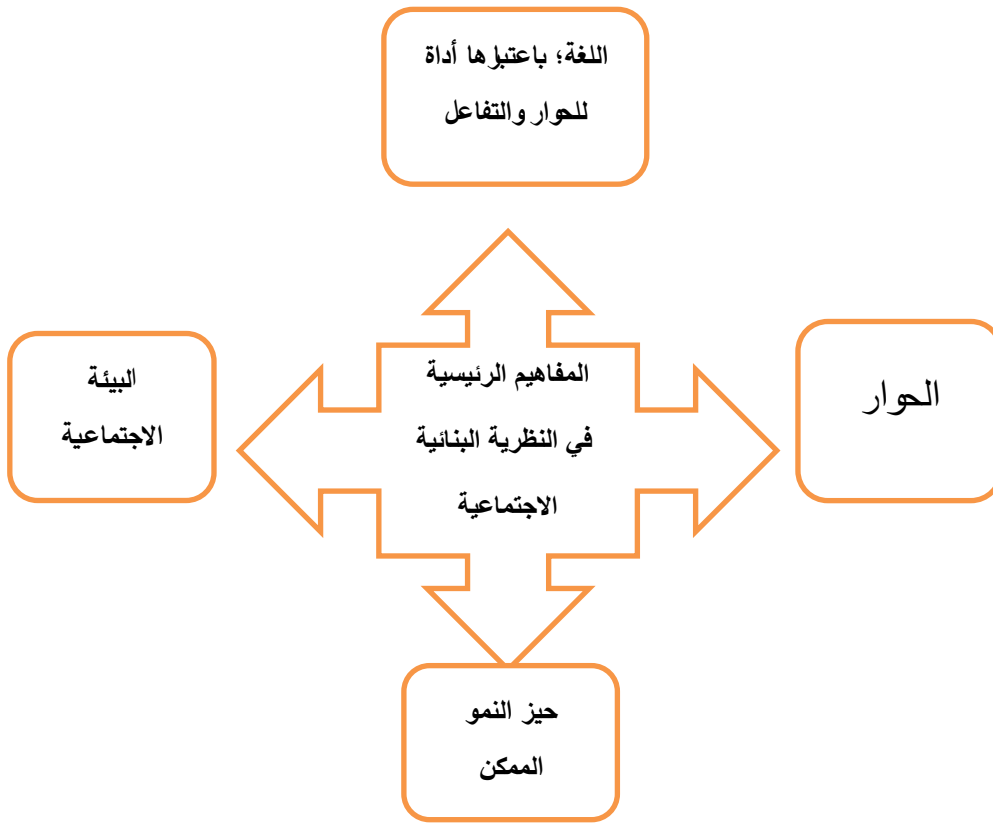 اللغة؛ باعتبارها أداة
للحوار والتفاعل
المفاهيم الرئيسية
في النظرية البنائية
الاجتماعية
الحوار
البيئة
الاجتماعية
حيز النمو
الممكن